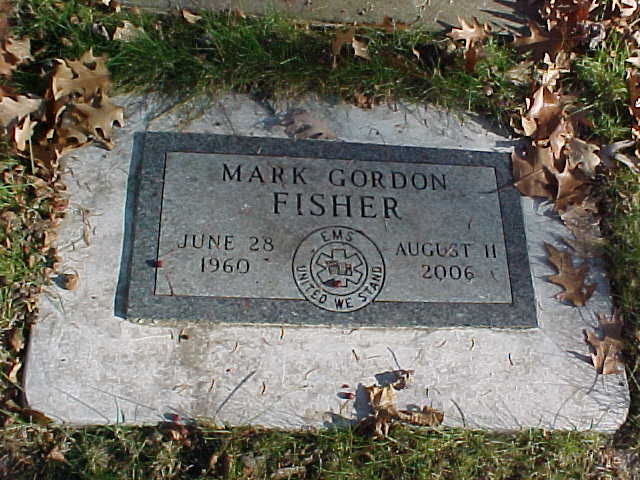 MARK GORDON
FISHER
JUNE 28
1960
EMS
UNITED WE STAND
AUGUST 11
2006